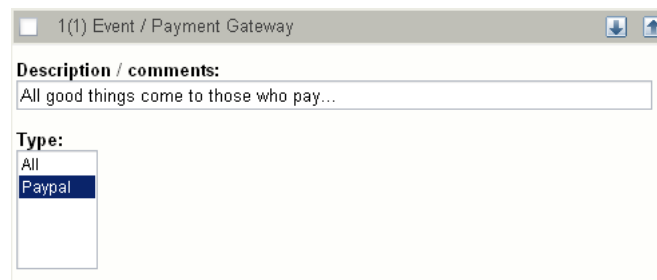 1(1) Event / Payment Gateway
Description / comments:
All good things come to those who pay...
Type:
All
Paypal